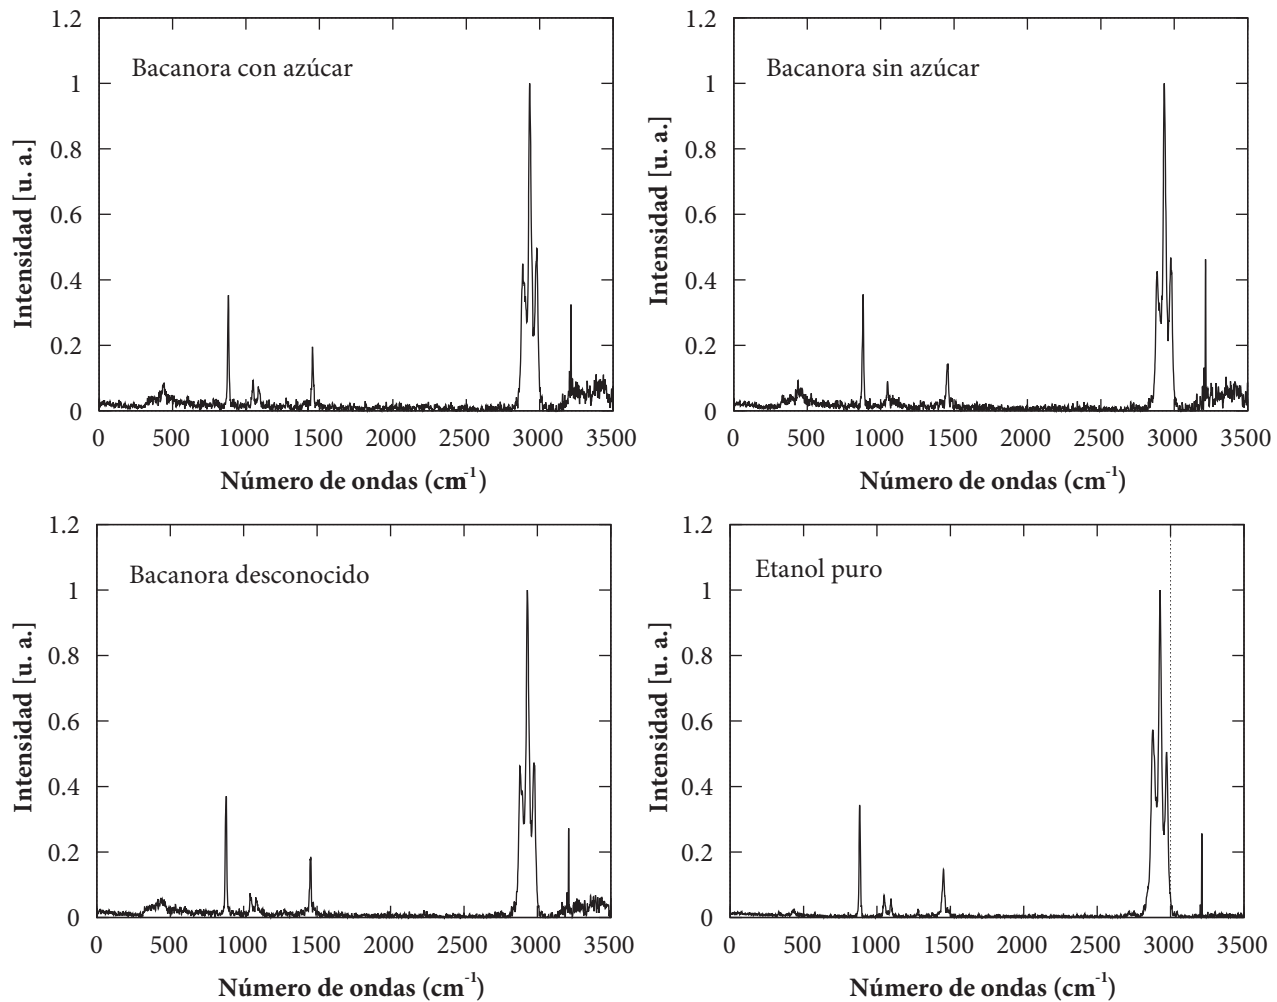 Bacanora con azúcar
Intensidad [u. a.]
1.2
1
0.8
0.6
0.4
0.2
0
0 500 1000 1500 2000 2500 3000 3500
Número de ondas (cm-1)
Bacanora sin azúcar
Intensidad [u. a.]
1.2
1
0.8
0.6
0.4
0.2
0
0 500 1000 1500 2000 2500 3000 3500
Número de ondas (cm-1)
Bacanora desconocido
Intensidad [u. a.]
1.2
1
0.8
0.6
0.4
0.2
0
0 500 1000 1500 2000 2500 3000 3500
Número de ondas (cm-1)
Etanol puro
Intensidad [u. a.]
1.2
1
0.8
0.6
0.4
0.2
0
0 500 1000 1500 2000 2500 3000 3500
Número de ondas (cm-1)